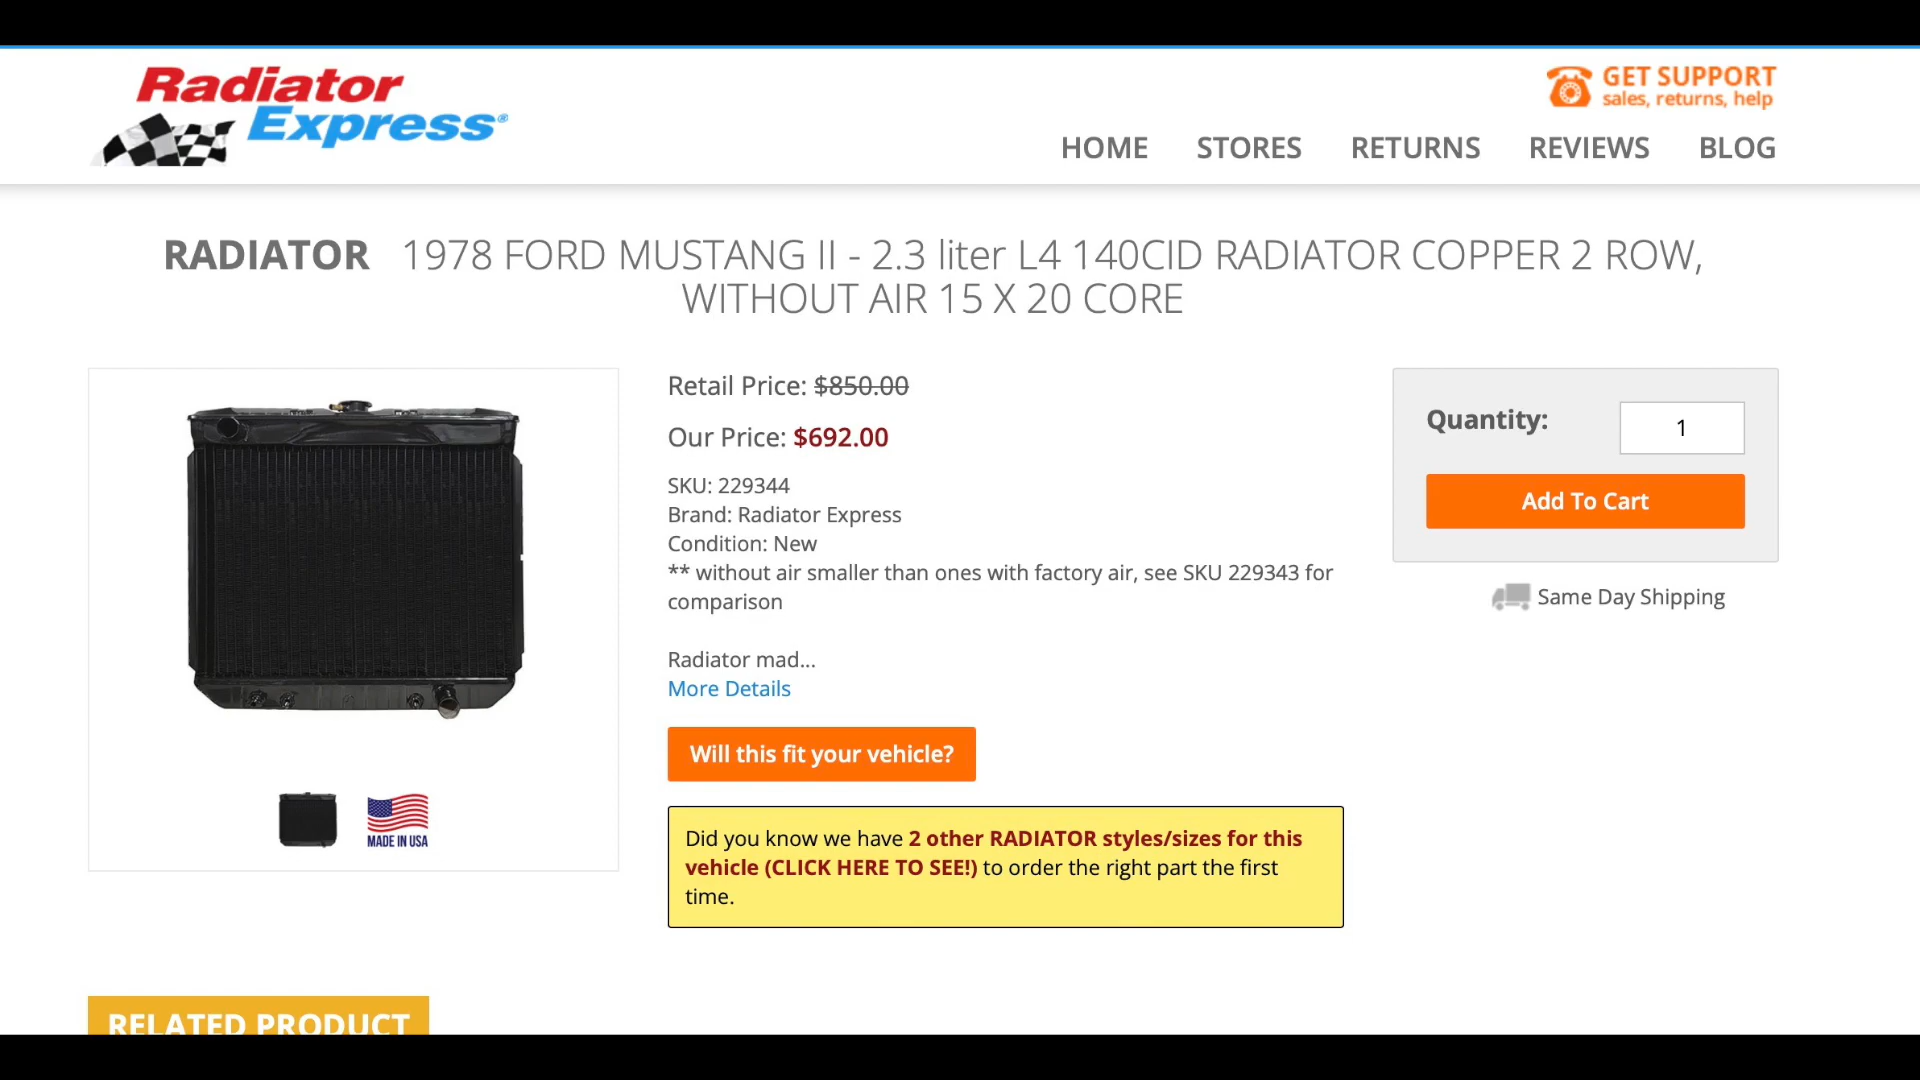 Radiator
Express®
GET SUPPORT
sales, returns, help
HOME STORES RETURNS REVIEWS BLOG
RADIATOR 1978 FORD MUSTANG II - 2.3 liter L4 140CID RADIATOR COPPER 2 ROW,
WITHOUT AIR 15 X 20 CORE
Retail Price: $850.00
Our Price: $692.00
SKU: 229344
Brand: Radiator Express
Condition: New
** without air smaller than ones with factory air, see SKU 229343 for
comparison
Radiator mad...
More Details
Will this fit your vehicle?
Did you know we have 2 other RADIATOR styles/sizes for this
vehicle (CLICK HERE TO SEE!) to order the right part the first
time.
Quantity: 1
Add To Cart
Same Day Shipping
MADE IN USA
RELATED PRODUCT